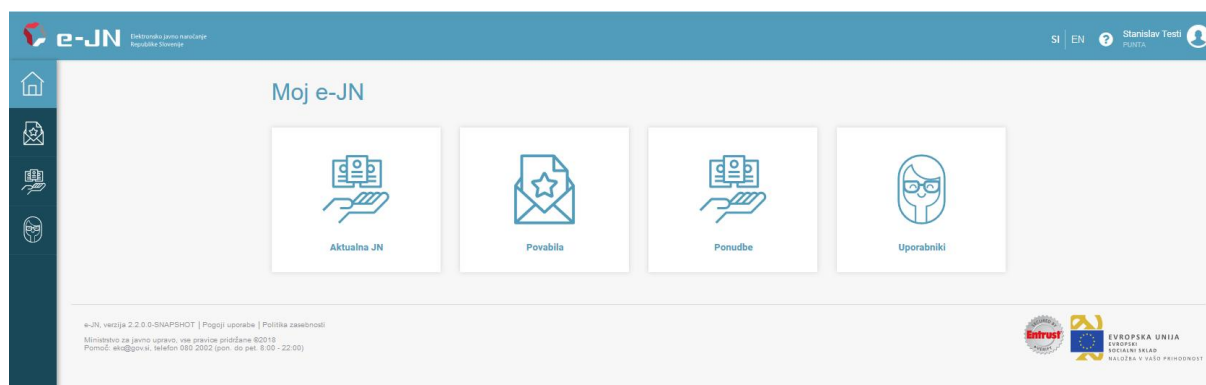 e-JN
Elektronsko javno naročanje
Republike Slovenije
SI | EN
?
Stanislav Testi
PUNTA
Moj e-JN
Aktualna JN
Povabila
Ponudbe
Uporabniki
e-JN, verzija 2.2.0.0-SNAPSHOT | Pogoji uporabe | Politika zasebnosti
Ministrstvo za javno upravo, vse pravice pridržane ©2018
Pomoč: ekc@gov.si, telefon 080 2002 (pon. do pet. 8:00 - 22:00)
SECURED BY
Entrust
EVROPSKA UNIJA
EVROPSKI
SOCIALNI SKLAD
NALOŽBA V VAŠO PRIHODNOST